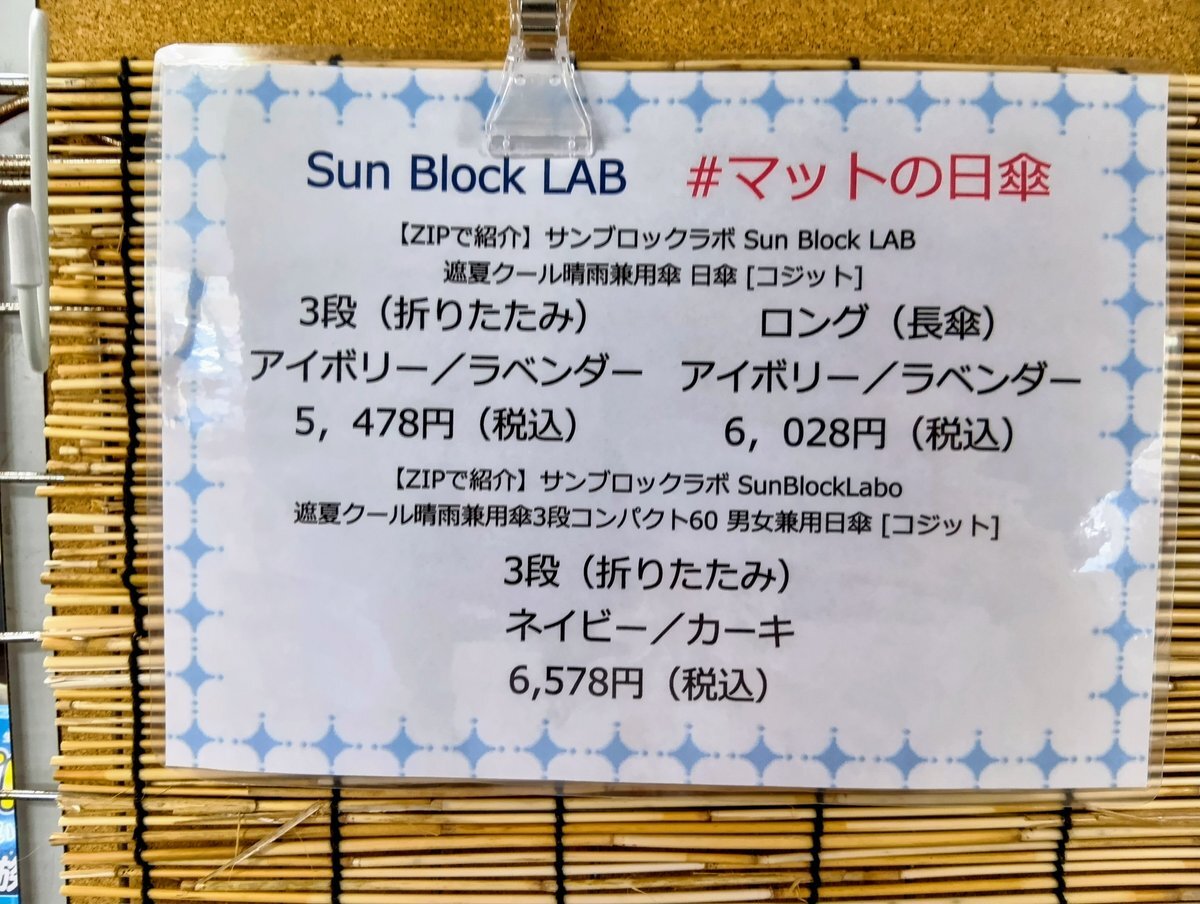 Sun Block LAB #マットの日傘
【ZIPで紹介】サンブロックラボ Sun Block LAB
遮夏クール晴雨兼用傘 日傘 [コジット]
3段（折りたたみ）
アイボリー／ラベンダー
5，478円（税込）
ロング（長傘）
アイボリー／ラベンダー
6，028円（税込）
【ZIPで紹介】サンブロックラボ SunBlockLabo
遮夏クール晴雨兼用傘3段コンパクト60 男女兼用日傘 [コジット]
3段（折りたたみ）
ネイビー／カーキ
6,578円（税込）